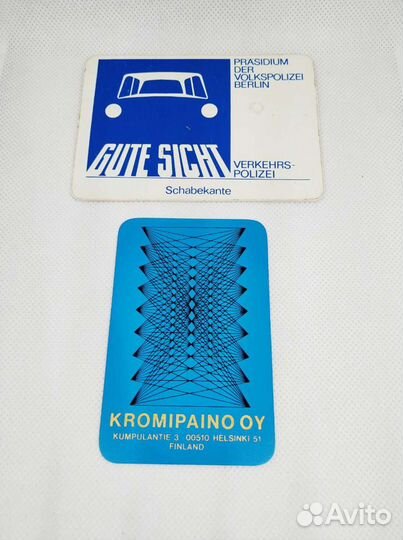 PRÄSIDIUM
DER
VOLKSPOLIZEI
BERLIN
GUTE SICHT
VERKEHRS-
POLIZEI
Schabekante
KROMIPAINO OY
KUMPULANTIE 3 00510 HELSINKI 51
FINLAND
Avito